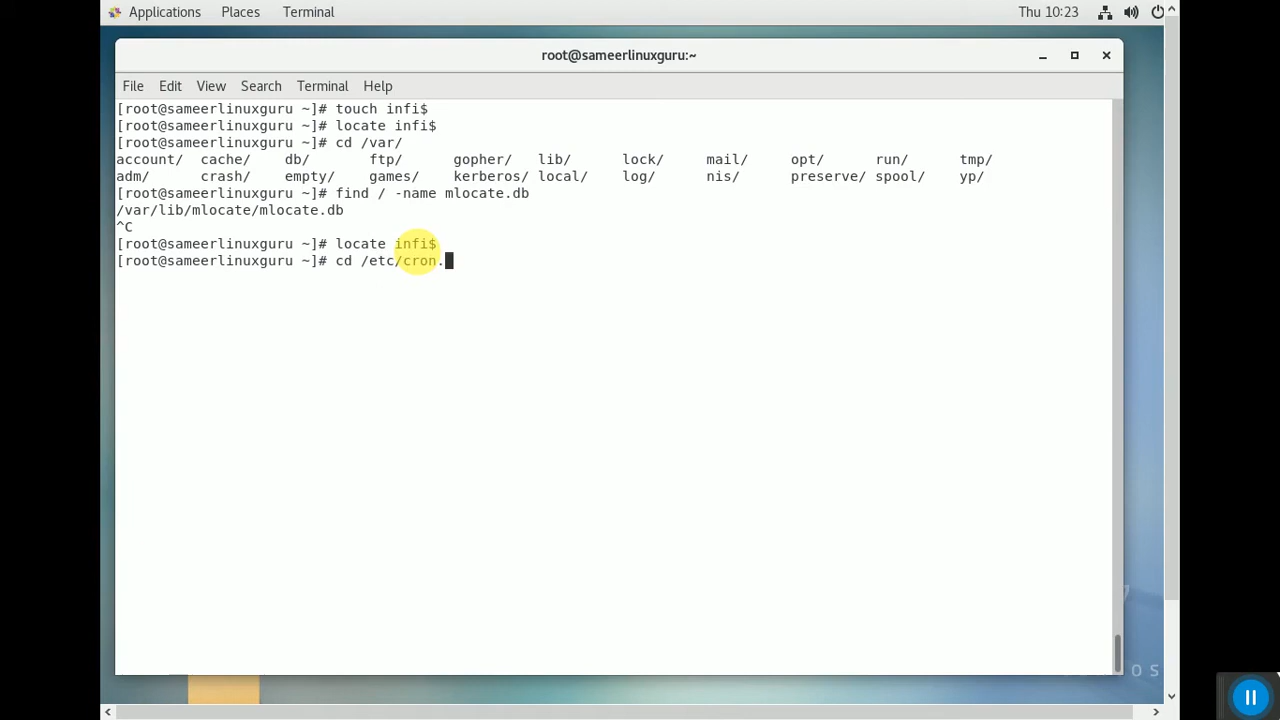 Applications Places Terminal Thu 10:23
root@sameerlinuxguru:~
File Edit View Search Terminal Help
[root@sameerlinuxguru ~]# touch infi$
[root@sameerlinuxguru ~]# locate infi$
[root@sameerlinuxguru ~]# cd /var/
account/ cache/ db/ ftp/ gopher/ lib/ lock/ mail/ opt/ run/ tmp/
adm/ crash/ empty/ games/ kerberos/ local/ log/ nis/ preserve/ spool/ yp/
[root@sameerlinuxguru ~]# find / -name mlocate.db
/var/lib/mlocate/mlocate.db
^C
[root@sameerlinuxguru ~]# locate infi$
[root@sameerlinuxguru ~]# cd /etc/cron.
7
OS